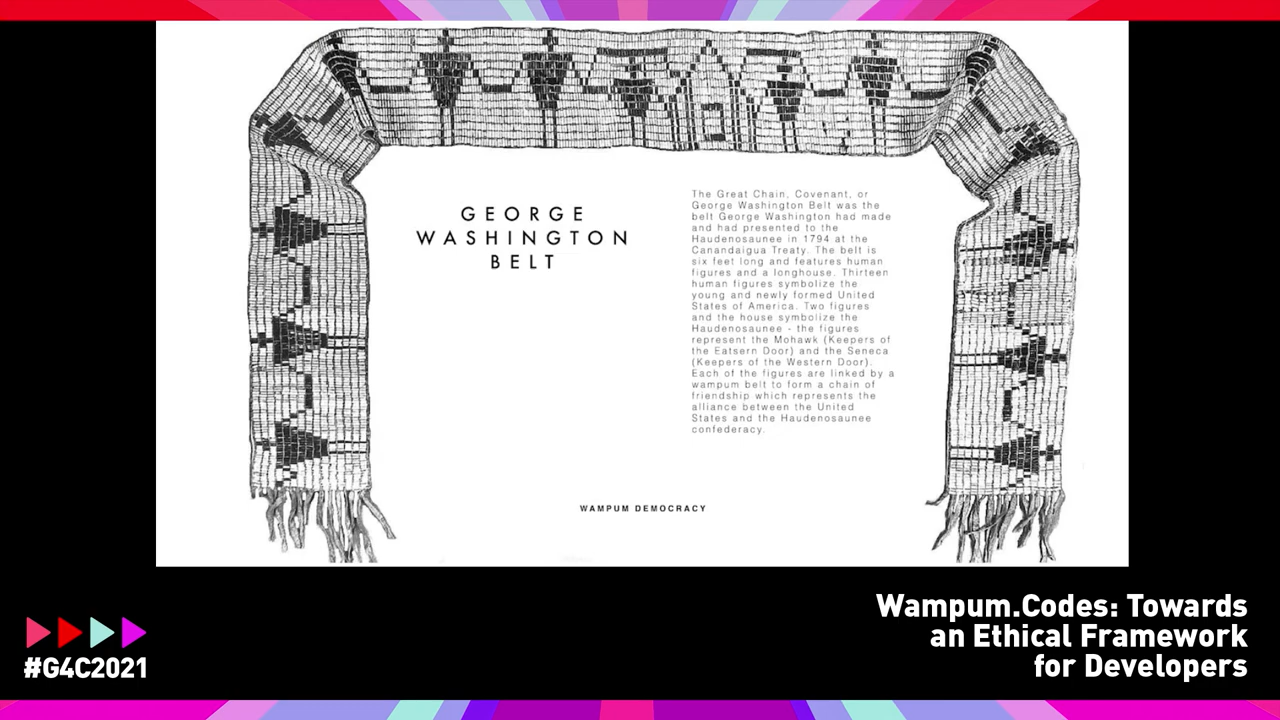 GEORGE
WASHINGTON
BELT
The Great Chain, Covenant, or
George Washington Belt was the
belt George Washington had made
and had presented to the
Haudenosaunee in 1794 at the
Canandaigua Treaty. The belt is
six feet long and features human
figures and a longhouse. Thirteen
human figures symbolize the
young and newly formed United
States of America. Two figures
and the house symbolize the
Haudenosaunee - the figures
represent the Mohawk (Keepers of
the Eatsern Door) and the Seneca
(Keepers of the Western Door).
Each of the figures are linked by a
wampum belt to form a chain of
friendship which represents the
alliance between the United
States and the Haudenosaunee
confederacy.
WAMPUM DEMOCRACY
#G4C2021
Wampum.Codes: Towards
an Ethical Framework
for Developers